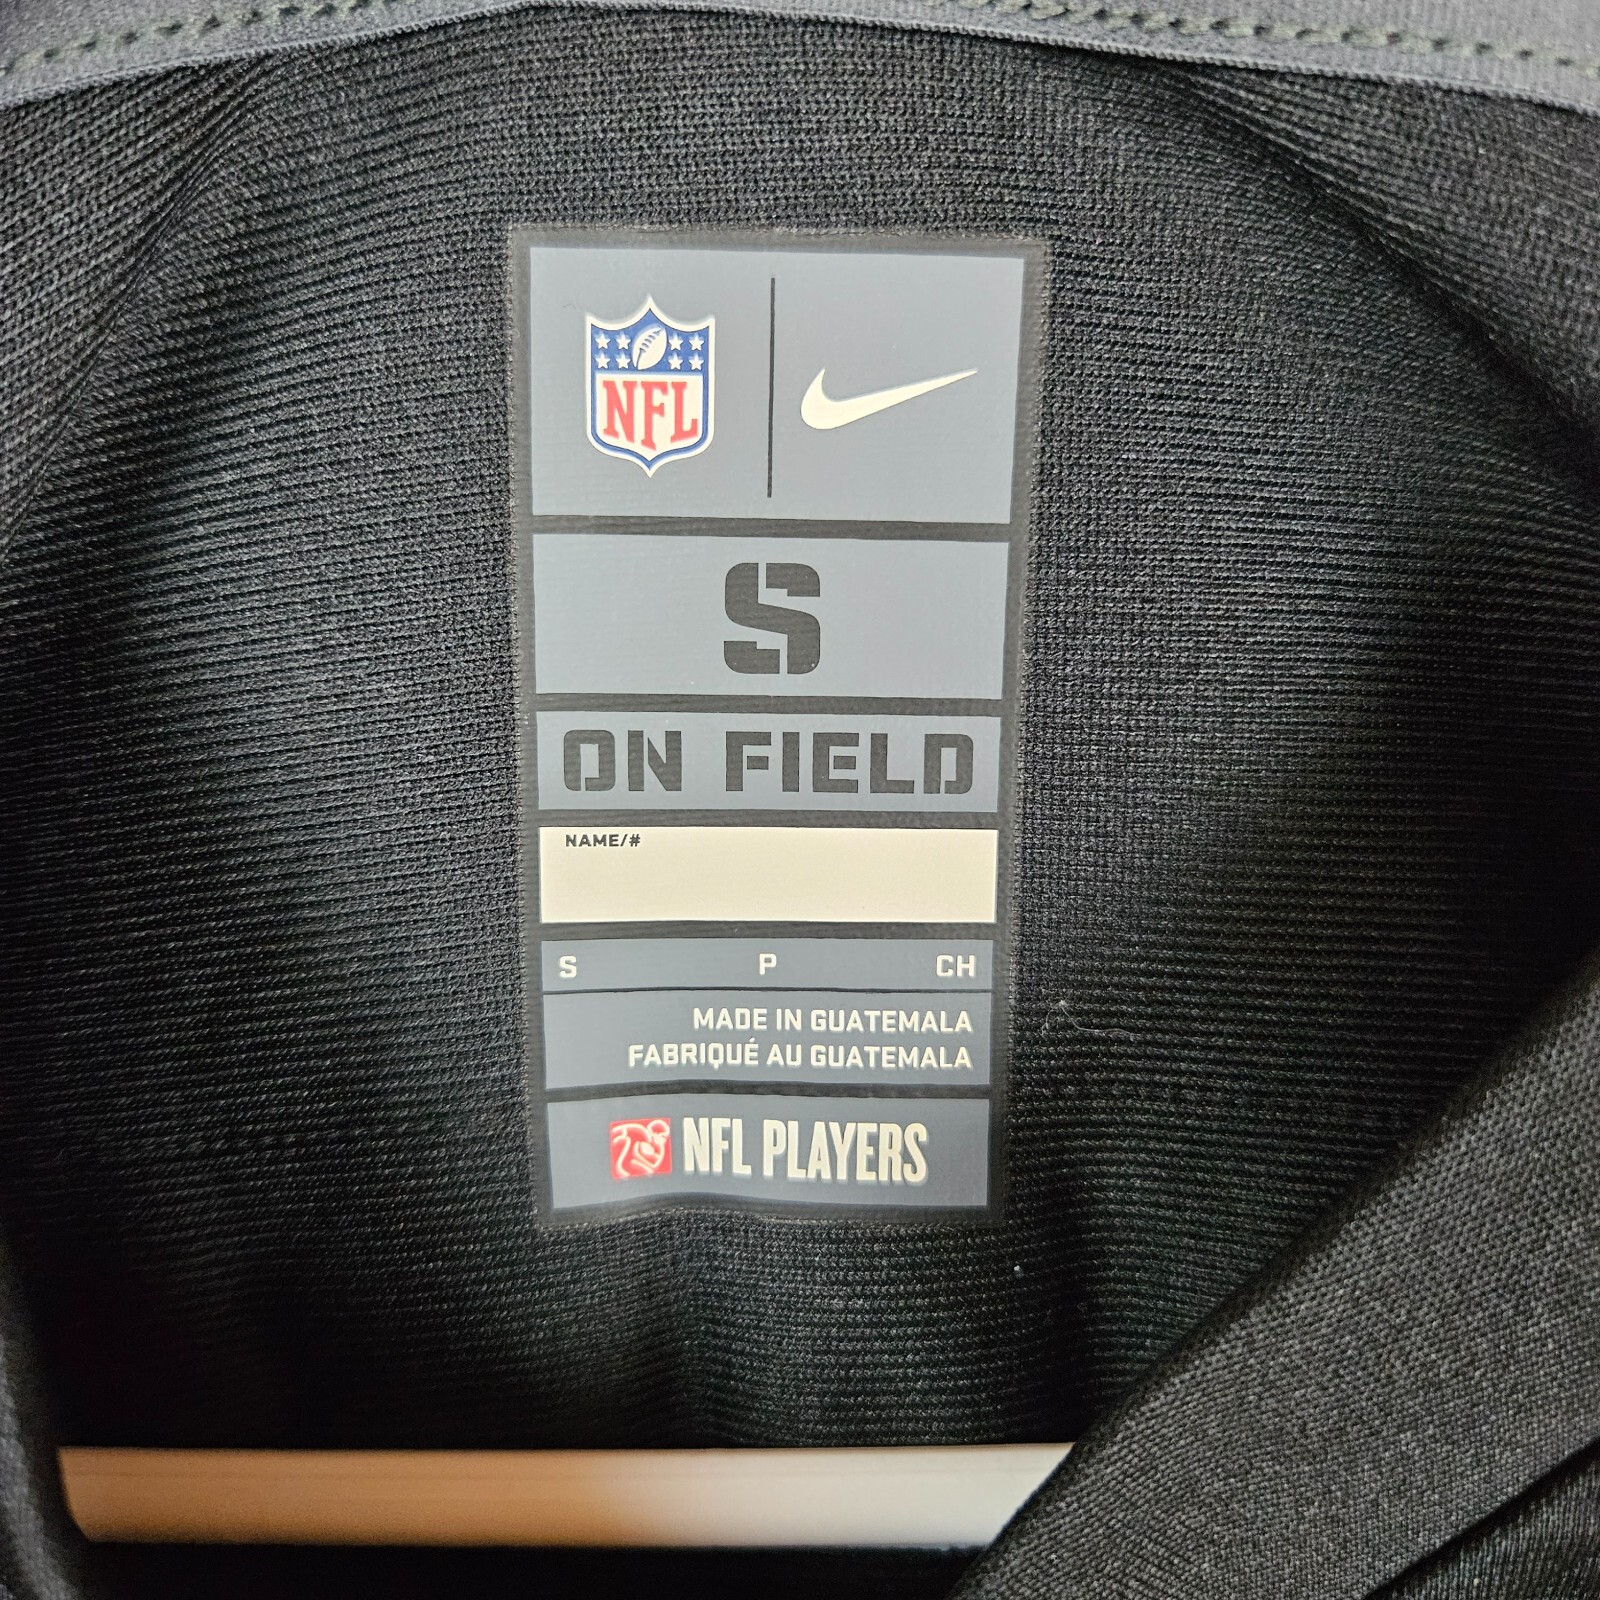 NFL
S
ON FIELD
NAME/#
S P CH
MADE IN GUATEMALA
FABRIQUÉ AU GUATEMALA
NFL PLAYERS